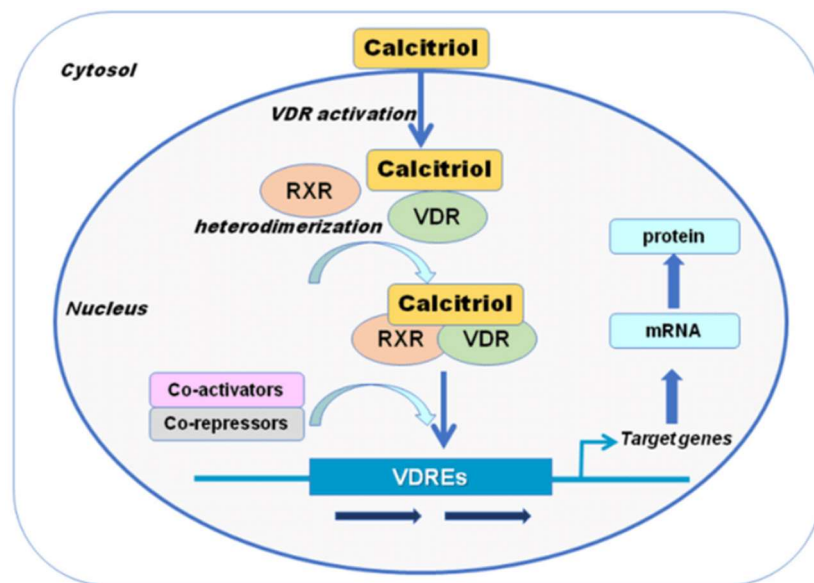 Calcitriol
Cytosol
VDR activation
Calcitriol
RXR
VDR
heterodimerization
protein
Calcitriol
Nucleus
RXR
VDR
mRNA
Co-activators
Co-repressors
Target genes
VDREs